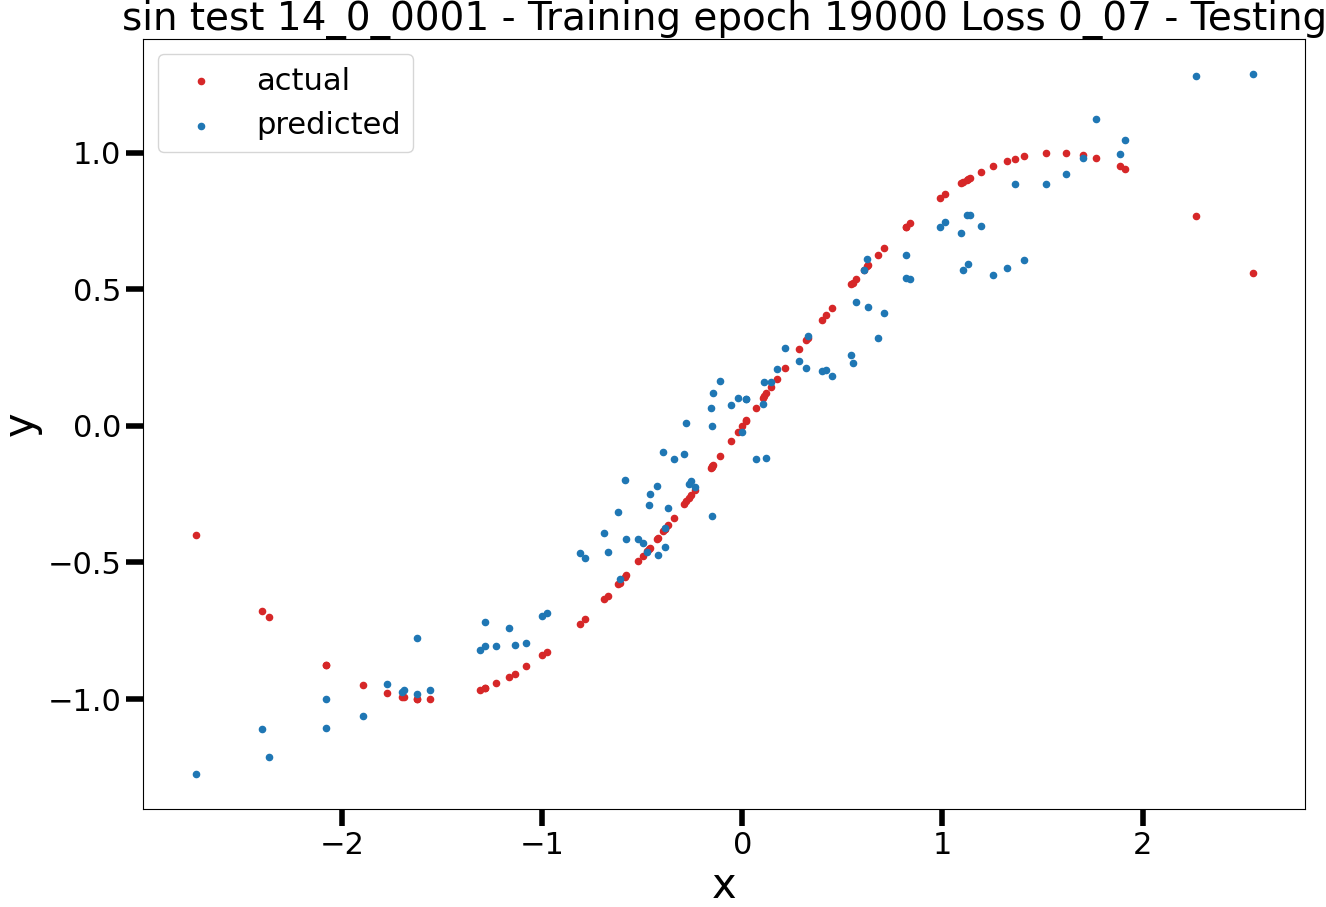 sin test 14_0_0001 - Training epoch 19000 Loss 0_07 - Testing
actual
predicted
1.0
0.5
0.0
−0.5
−1.0
y
−2
−1
0
1
2
x